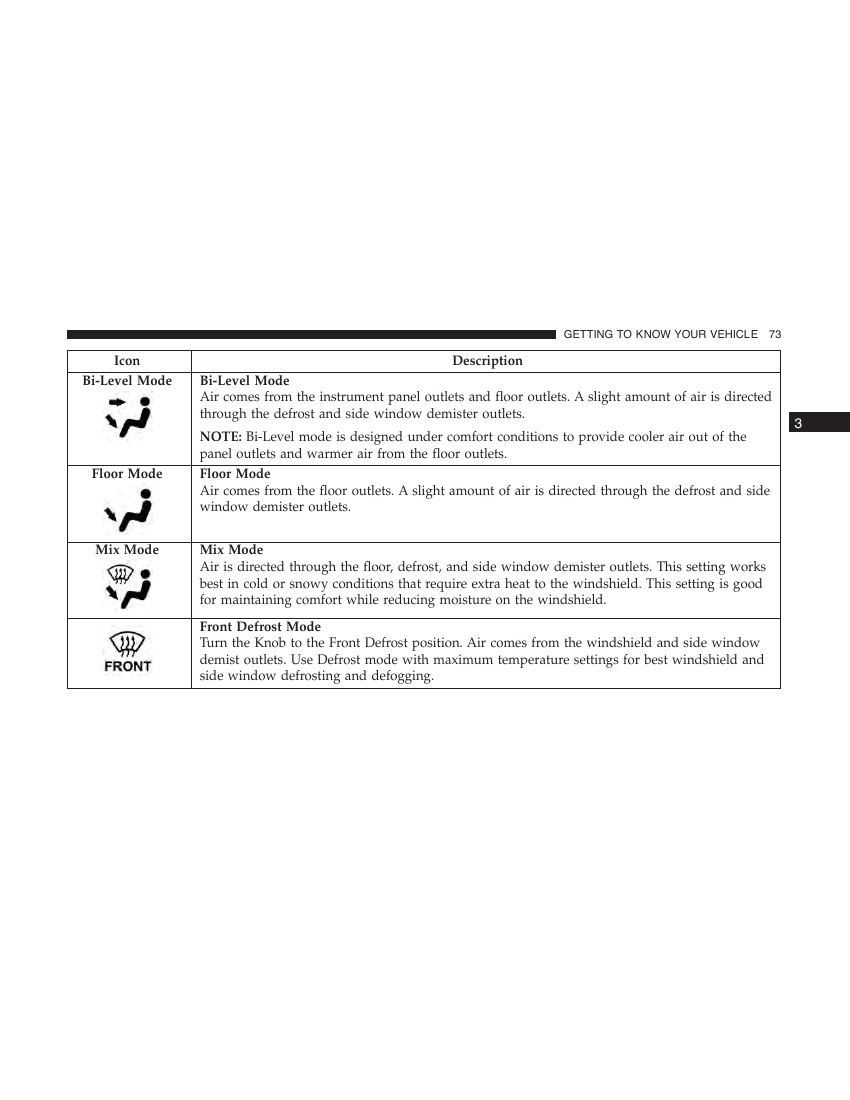 GETTING TO KNOW YOUR VEHICLE 73
Icon Description
Bi-Level Mode
Bi-Level Mode
Air comes from the instrument panel outlets and floor outlets. A slight amount of air is directed
through the defrost and side window demister outlets.
NOTE: Bi-Level mode is designed under comfort conditions to provide cooler air out of the
panel outlets and warmer air from the floor outlets.
3
Floor Mode
Floor Mode
Air comes from the floor outlets. A slight amount of air is directed through the defrost and side
window demister outlets.
Mix Mode
Mix Mode
Air is directed through the floor, defrost, and side window demister outlets. This setting works
best in cold or snowy conditions that require extra heat to the windshield. This setting is good
for maintaining comfort while reducing moisture on the windshield.
FRONT
Front Defrost Mode
Turn the Knob to the Front Defrost position. Air comes from the windshield and side window
demist outlets. Use Defrost mode with maximum temperature settings for best windshield and
side window defrosting and defogging.